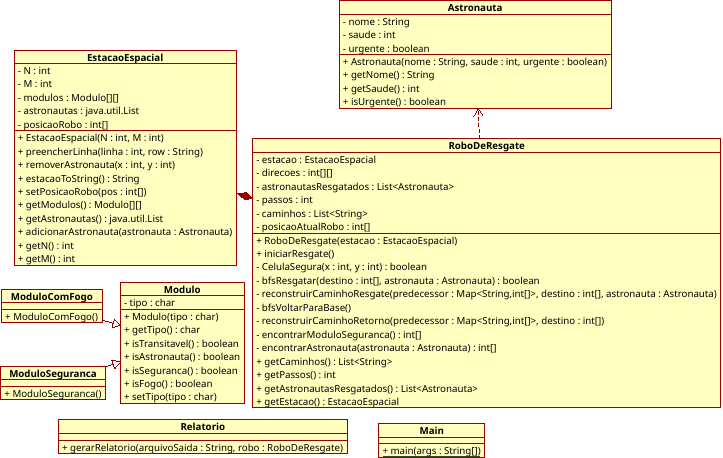 Astronauta
- nome : String
- saude : int
- urgente : boolean
+ Astronauta(nome : String, saude : int, urgente : boolean)
+ getNome() : String
+ getSaude() : int
+ isUrgente() : boolean
EstacaoEspacial
- N : int
- M : int
- modulos : Modulo[][]
- astronautas : java.util.List
- posicaoRobo : int[]
+ EstacaoEspacial(N : int, M : int)
+ preencherLinha(linha : int, row : String)
+ removerAstronauta(x : int, y : int)
+ estacaoToString() : String
+ setPosicaoRobo(pos : int[])
+ getModulos() : Modulo[][]
+ getAstronautas() : java.util.List
+ adicionarAstronauta(astronauta : Astronauta)
+ getN() : int
+ getM() : int
RoboDeResgate
- estacao : EstacaoEspacial
- direcoes : int[][]
- astronautasResgatados : List<Astronauta>
- passos : int
- caminhos : List<String>
- posicaoAtualRobo : int[]
+ RoboDeResgate(estacao : EstacaoEspacial)
+ iniciarResgate()
- CelulaSegura(x : int, y : int) : boolean
- bfsResgatar(destino : int[], astronauta : Astronauta) : boolean
- reconstruirCaminhoResgate(predecessor : Map<String,int[]>, destino : int[], astronauta : Astronauta)
- bfsVoltarParaBase()
- reconstruirCaminhoRetorno(predecessor : Map<String,int[]>, destino : int[])
- encontrarModuloSeguranca() : int[]
- encontrarAstronauta(astronauta : Astronauta) : int[]
+ getCaminhos() : List<String>
+ getPassos() : int
+ getAstronautasResgatados() : List<Astronauta>
+ getEstacao() : EstacaoEspacial
ModuloComFogo
+ ModuloComFogo()
Modulo
- tipo : char
+ Modulo(tipo : char)
+ getTipo() : char
+ isTransitavel() : boolean
+ isAstronauta() : boolean
+ isSeguranca() : boolean
+ isFogo() : boolean
+ setTipo(tipo : char)
ModuloSeguranca
+ ModuloSeguranca()
Relatorio
+ gerarRelatorio(arquivoSaida : String, robo : RoboDeResgate)
Main
+ main(args : String[])